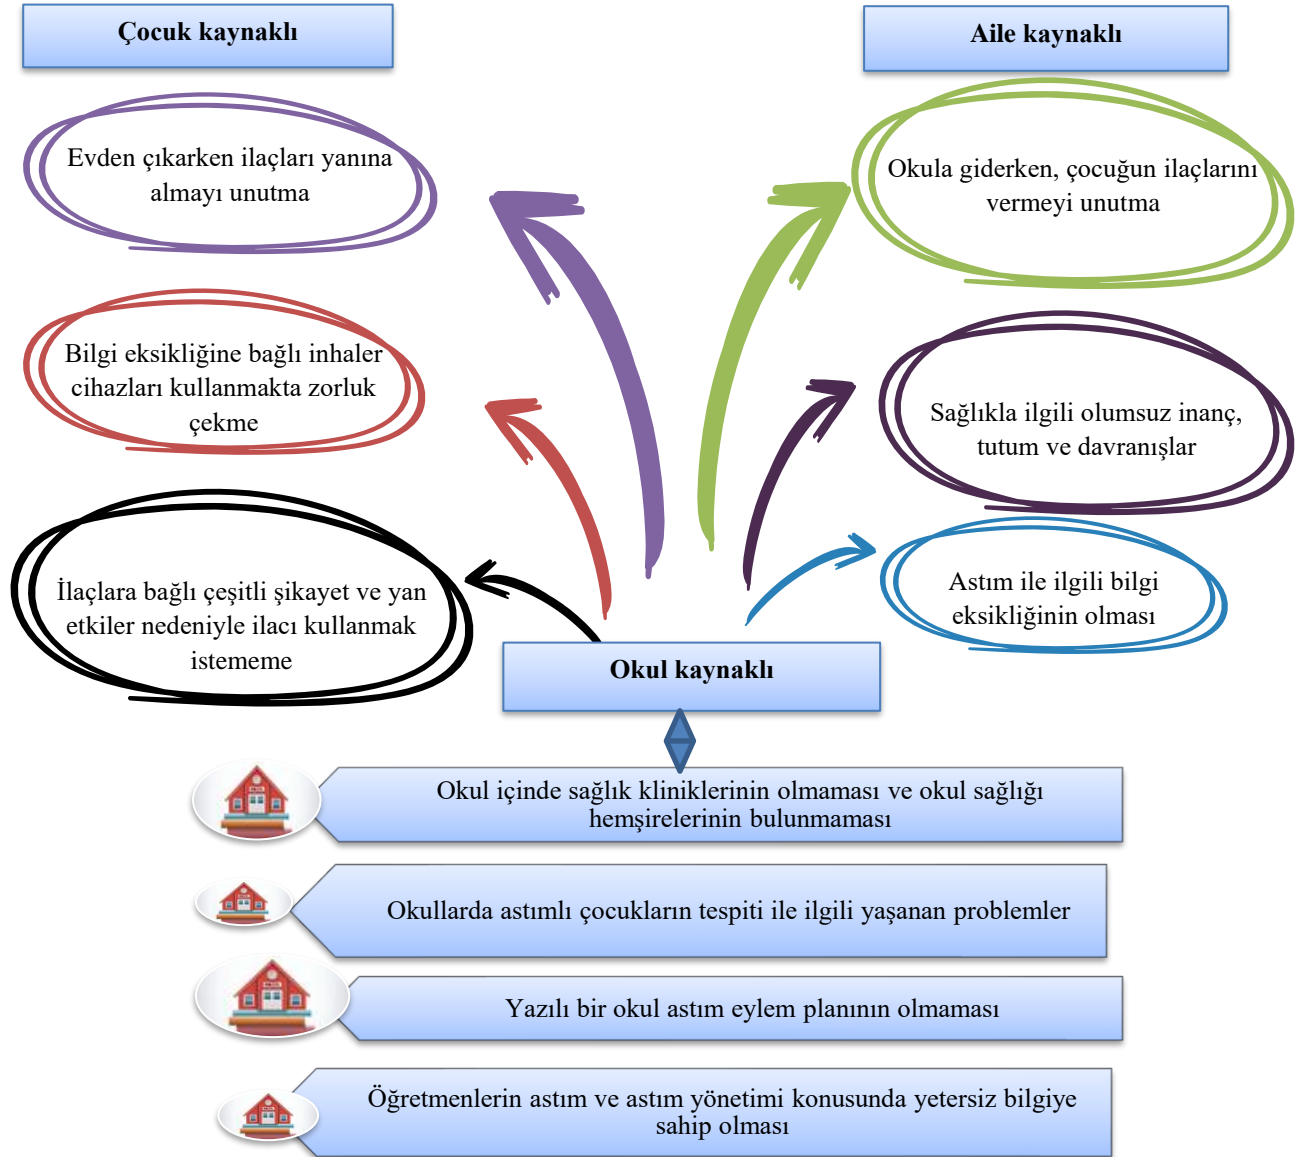 Çocuk kaynaklı
Evden çıkarken ilaçları yanına
almayı unutma
Bilgi eksikliğine bağlı inhaler
cihazları kullanmakta zorluk
çekme
İlaçlara bağlı çeşitli şikayet ve yan
etkiler nedeniyle ilacı kullanmak
istememe
Aile kaynaklı
Okula giderken, çocuğun ilaçlarını
vermeyi unutma
Sağlıkla ilgili olumsuz inanç,
tutum ve davranışlar
Astım ile ilgili bilgi
eksikliğinin olması
Okul kaynaklı
Okul içinde sağlık kliniklerinin olmaması ve okul sağlığı
hemşirelerinin bulunmaması
Okullarda astımlı çocukların tespiti ile ilgili yaşanan problemler
Yazılı bir okul astım eylem planının olmaması
Öğretmenlerin astım ve astım yönetimi konusunda yetersiz bilgiye
sahip olması